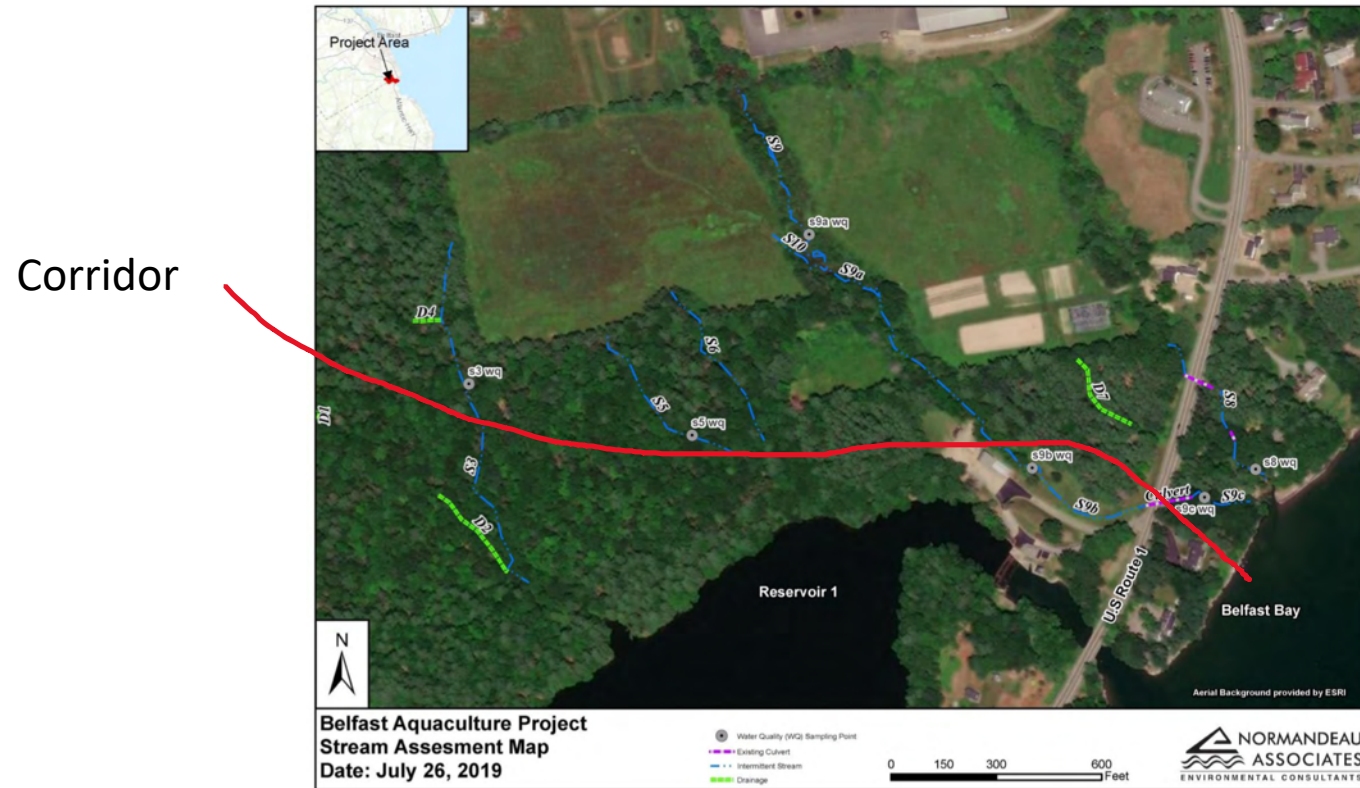 Corridor
Project Area
Belfast
S9
s9a wq
S10
S9a
D4
S6
s3 wq
D1
S5
s5 wq
D7
S8
S3
s9b wq
s8 wq
Culvert
S9c
s9c wq
S9b
D2
Reservoir 1
U.S Route 1
Belfast Bay
N
Aerial Background provided by ESRI
Belfast Aquaculture Project
Stream Assesment Map
Date: July 26, 2019
Water Quality (WQ) Sampling Point
Existing Culvert
Intermittent Stream
Drainage
0 150 300 600
Feet
NORMANDEAU
ASSOCIATES
ENVIRONMENTAL CONSULTANTS